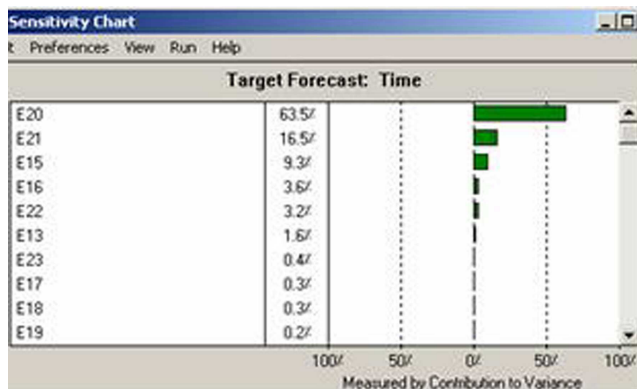 Sensitivity Chart
t Preferences View Run Help
Target Forecast: Time
E20 63.5%
E21 16.5%
E15 9.3%
E16 3.6%
E22 3.2%
E13 1.6%
E23 0.4%
E17 0.3%
E18 0.3%
E19 0.2%
100% 50% 0% 50% 100%
Measured by Contribution to Variance